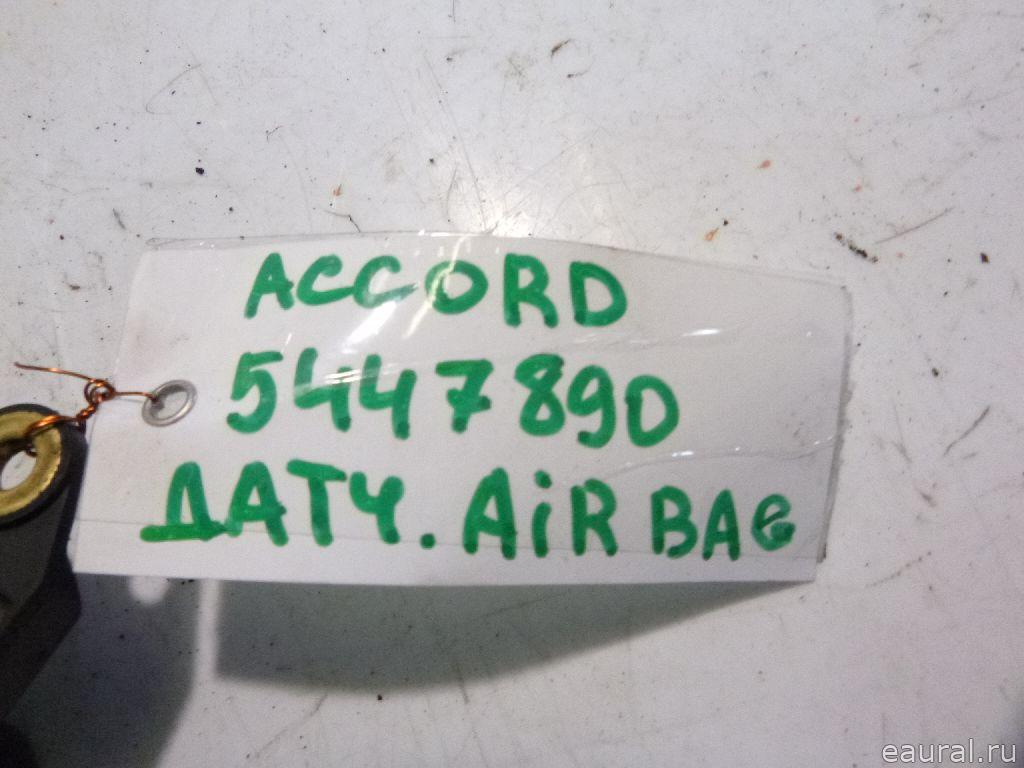 ACCORD
5447890
ДАТЧ. AiR BAG
eaural.ru